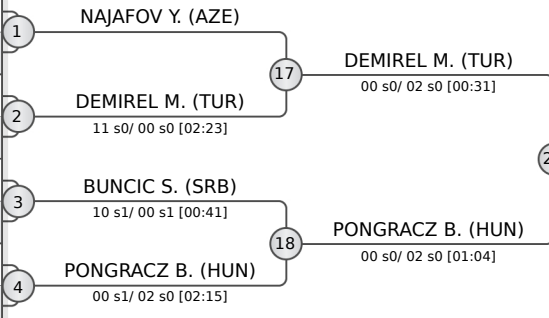 NAJAFOV Y. (AZE)
1
17
DEMIREL M. (TUR)
00 s0/ 02 s0 [00:31]
DEMIREL M. (TUR)
2
11 s0/ 00 s0 [02:23]
BUNCIC S. (SRB)
3
10 s1/ 00 s1 [00:41]
18
PONGRACZ B. (HUN)
00 s0/ 02 s0 [01:04]
PONGRACZ B. (HUN)
4
00 s1/ 02 s0 [02:15]